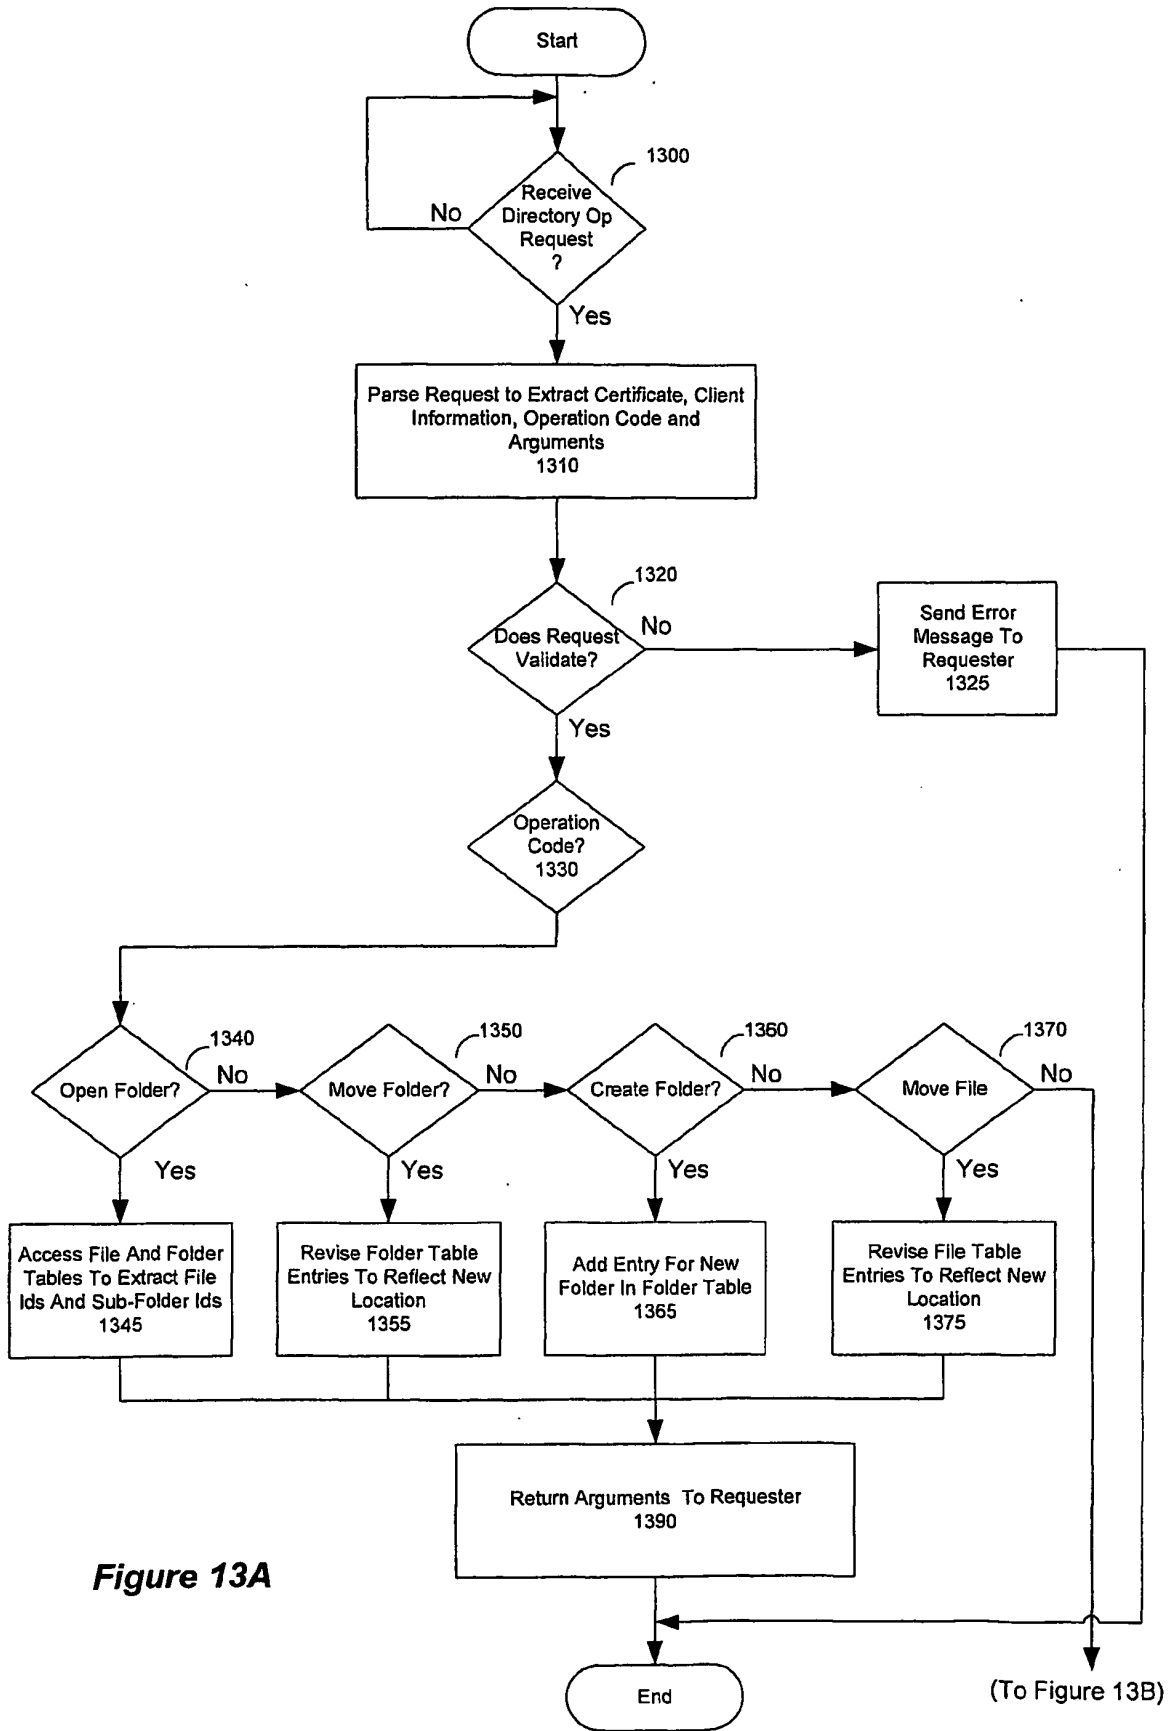 Start
1300
Receive
Directory Op
Request
?
No
Yes
Parse Request to Extract Certificate, Client
Information, Operation Code and
Arguments
1310
1320
Does Request
Validate?
No
Yes
Send Error
Message To
Requester
1325
Operation
Code?
1330
1340
Open Folder?
No
Yes
1350
Move Folder?
No
Yes
1360
Create Folder?
No
Yes
1370
Move File
No
Yes
Access File And Folder
Tables To Extract File
Ids And Sub-Folder Ids
1345
Revise Folder Table
Entries To Reflect New
Location
1355
Add Entry For New
Folder In Folder Table
1365
Revise File Table
Entries To Reflect New
Location
1375
Return Arguments To Requester
1390
Figure 13A
End
(To Figure 13B)